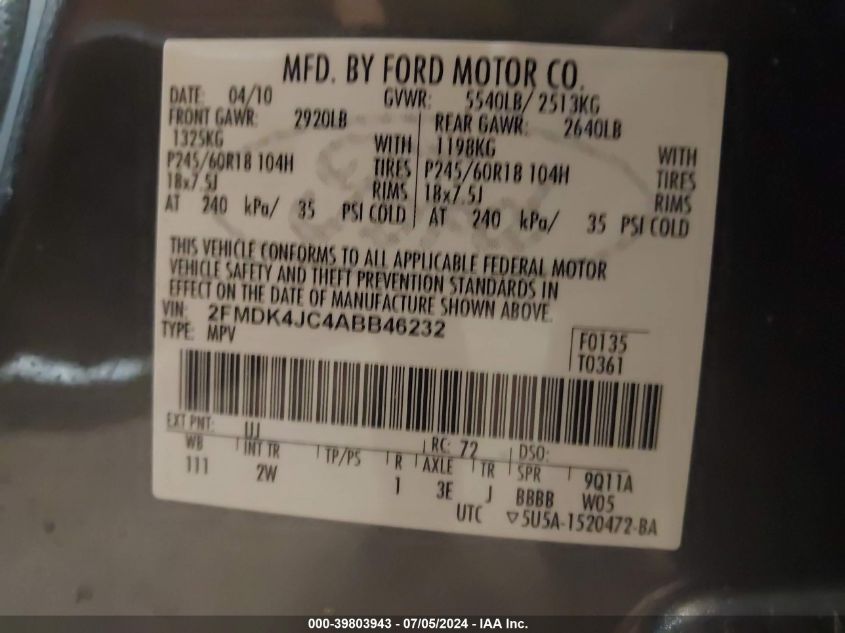 MFD. BY FORD MOTOR CO.
DATE: 04/10 GVWR: 5540LB/ 2513KG
FRONT GAWR: 2920LB REAR GAWR: 2640LB
1325KG WITH 1198KG WITH
P245/60R18 104H TIRES P245/60R18 104H TIRES
18x7.5J RIMS 18x7.5J RIMS
AT 240 kPa/ 35 PSI COLD AT 240 kPa/ 35 PSI COLD
THIS VEHICLE CONFORMS TO ALL APPLICABLE FEDERAL MOTOR
VEHICLE SAFETY AND THEFT PREVENTION STANDARDS IN
EFFECT ON THE DATE OF MANUFACTURE SHOWN ABOVE.
VIN: 2FMDK4JC4ABB46232
TYPE: MPV
F0135
T0361
EXT PNT: UJ RC: 72 DSO:
WB INT TR TP/PS R AXLE TR SPR 9Q11A
111 2W 1 3E J BBBB W05
UTC ▽5U5A-1520472-BA
000-39803943 - 07/05/2024 - IAA Inc.